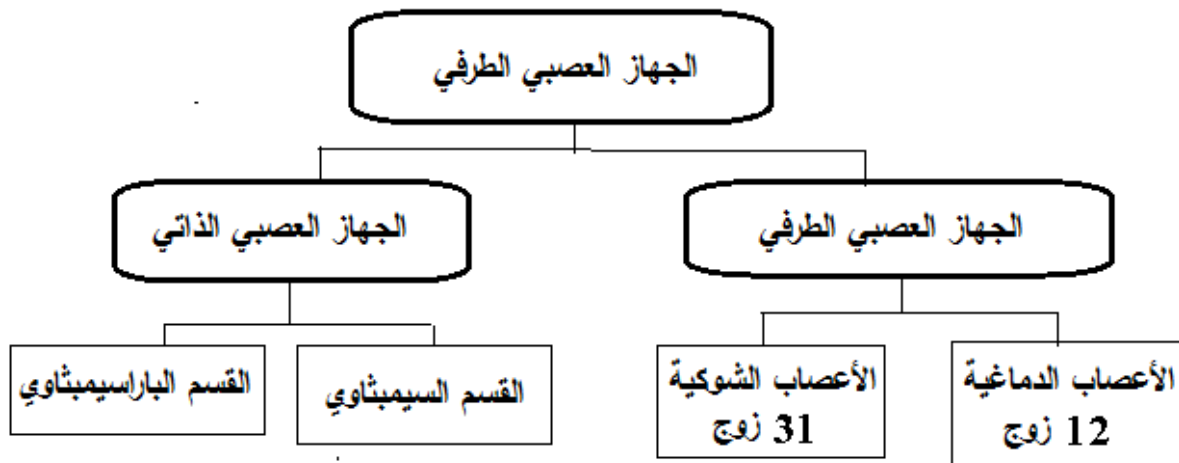 الجهاز العصبي الطرفي
الجهاز العصبي الطرفي
الجهاز العصبي الذاتي
الأعصاب الدماغية
12 زوج
الأعصاب الشوكية
31 زوج
القسم السيمبثاوي
القسم الباراسيمبثاوي